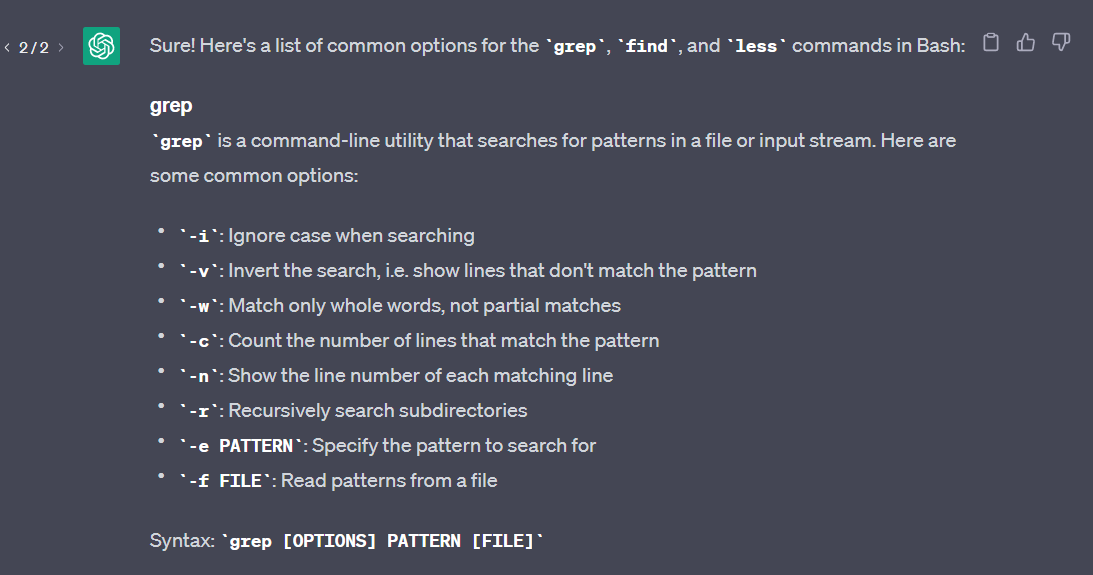 2/2
Sure! Here's a list of common options for the `grep`, `find`, and `less` commands in Bash:
grep
`grep` is a command-line utility that searches for patterns in a file or input stream. Here are
some common options:
• `-i`: Ignore case when searching
• `-v`: Invert the search, i.e. show lines that don't match the pattern
• `-w`: Match only whole words, not partial matches
• `-c`: Count the number of lines that match the pattern
• `-n`: Show the line number of each matching line
• `-r`: Recursively search subdirectories
• `-e PATTERN`: Specify the pattern to search for
• `-f FILE`: Read patterns from a file
Syntax: `grep [OPTIONS] PATTERN [FILE]`